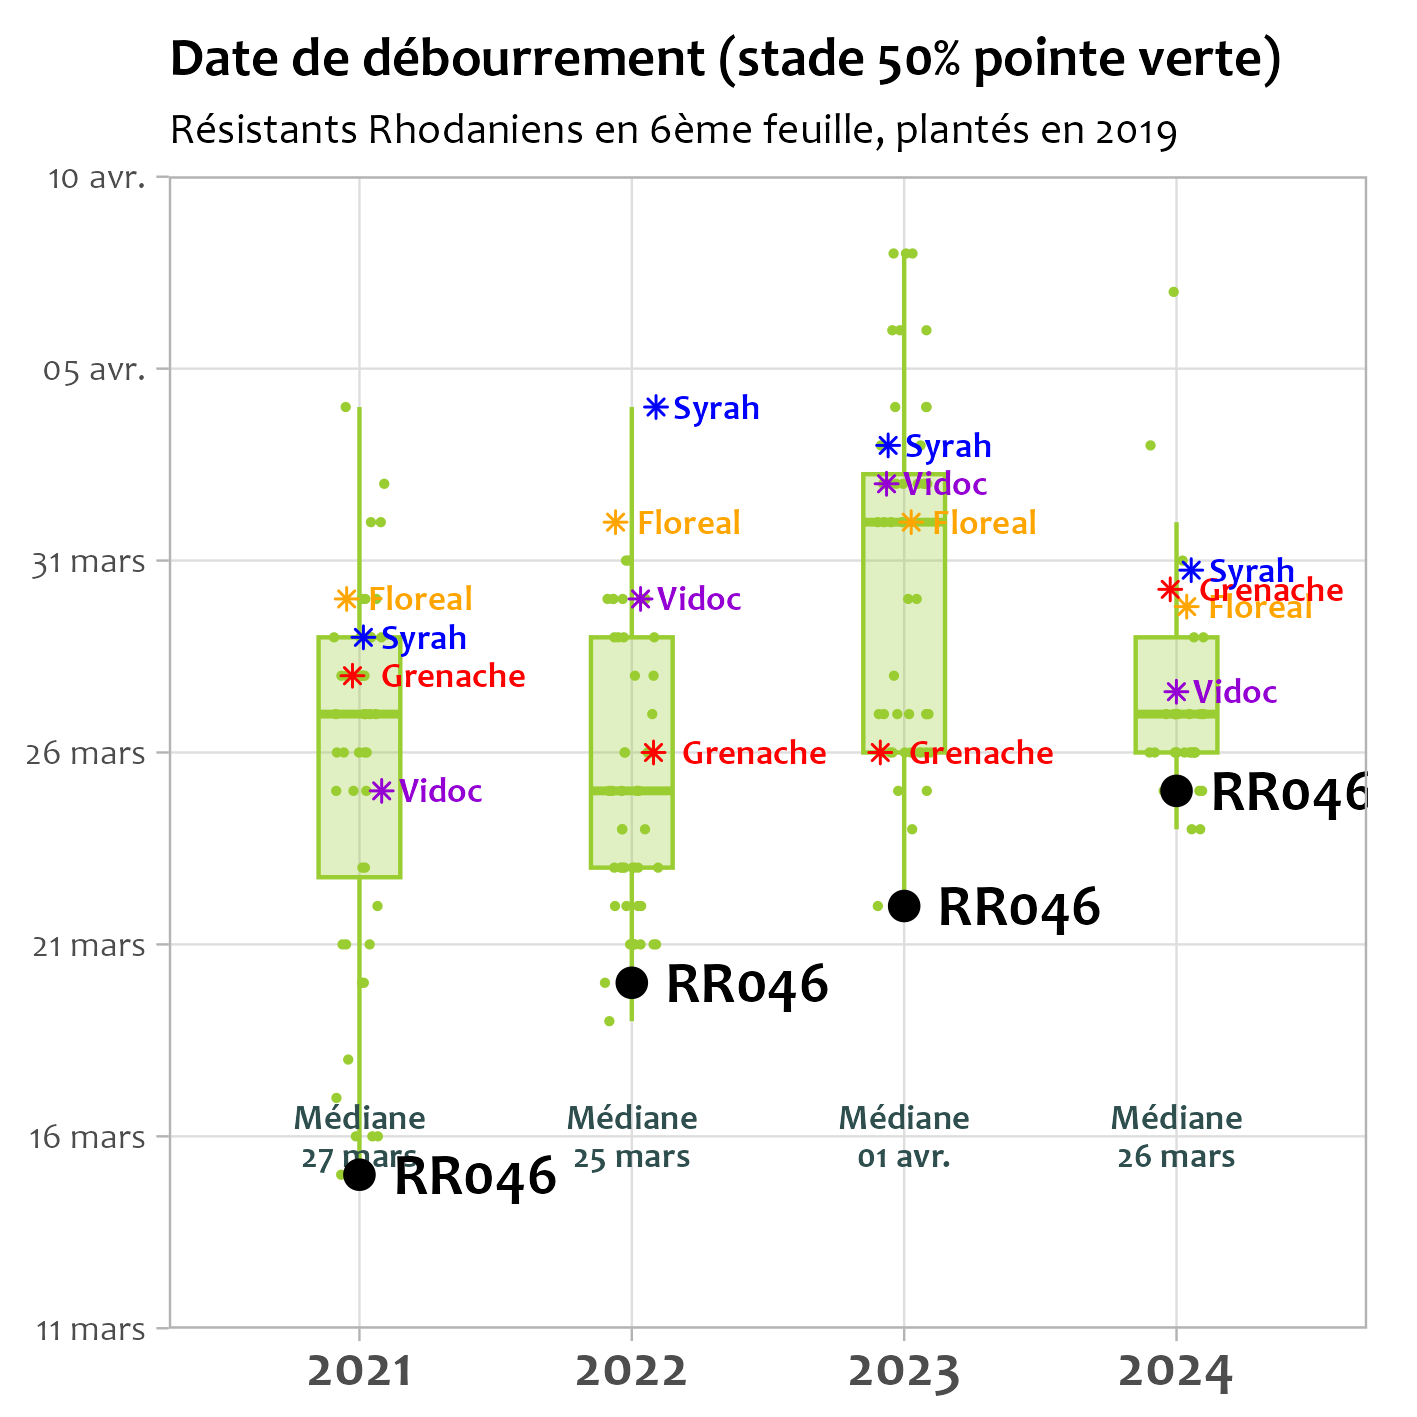 Date de débourrement (stade 50% pointe verte)
Résistants Rhodaniens en 6ème feuille, plantés en 2019
10 avr.
05 avr.
31 mars
26 mars
21 mars
16 mars
11 mars
Floreal
Syrah
Grenache
Vidoc
Médiane
27 mars
RR046
Syrah
Floreal
Vidoc
Grenache
RR046
Médiane
25 mars
Syrah
Vidoc
Floreal
Grenache
RR046
Médiane
01 avr.
Syrah
Grenache
Floreal
Vidoc
RR046
Médiane
26 mars
2021
2022
2023
2024